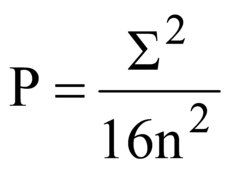 P = Σ² / 16n²